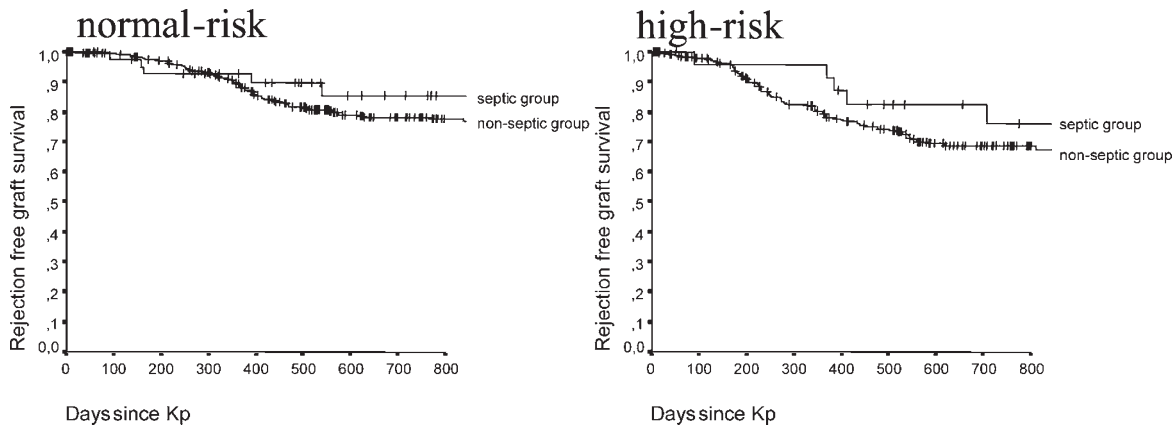 normal-risk
Rejection free graft survival
1,0
,9
,8
,7
,6
,5
,4
,3
,2
,1
0,0
septic group
non-septic group
0 100 200 300 400 500 600 700 800
Days since Kp
high-risk
Rejection free graft survival
1,0
,9
,8
,7
,6
,5
,4
,3
,2
,1
0,0
septic group
non-septic group
0 100 200 300 400 500 600 700 800
Days since Kp